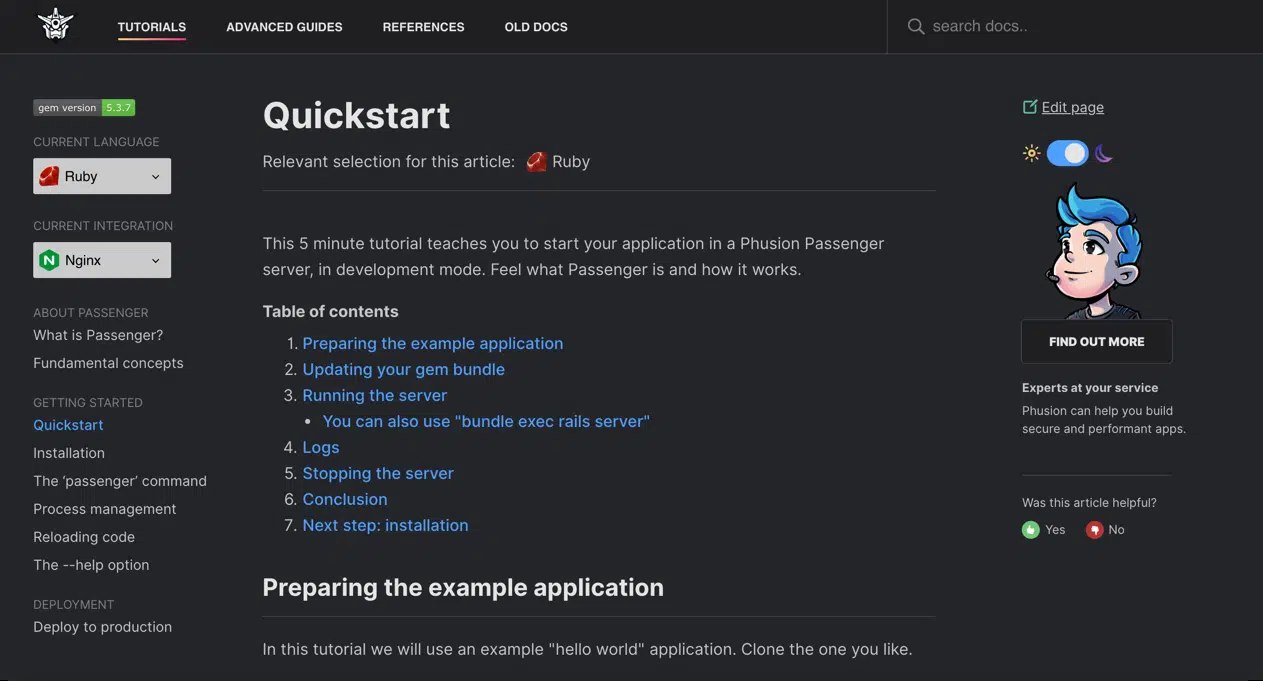 TUTORIALS ADVANCED GUIDES REFERENCES OLD DOCS search docs..
gem version 5.3.7
CURRENT LANGUAGE
Ruby
CURRENT INTEGRATION
Nginx
ABOUT PASSENGER
What is Passenger?
Fundamental concepts
GETTING STARTED
Quickstart
Installation
The ‘passenger’ command
Process management
Reloading code
The --help option
DEPLOYMENT
Deploy to production
Quickstart
Relevant selection for this article: Ruby
This 5 minute tutorial teaches you to start your application in a Phusion Passenger
server, in development mode. Feel what Passenger is and how it works.
Table of contents
1. Preparing the example application
2. Updating your gem bundle
3. Running the server
• You can also use "bundle exec rails server"
4. Logs
5. Stopping the server
6. Conclusion
7. Next step: installation
Preparing the example application
In this tutorial we will use an example "hello world" application. Clone the one you like.
Edit page
FIND OUT MORE
Experts at your service
Phusion can help you build
secure and performant apps.
Was this article helpful?
Yes No